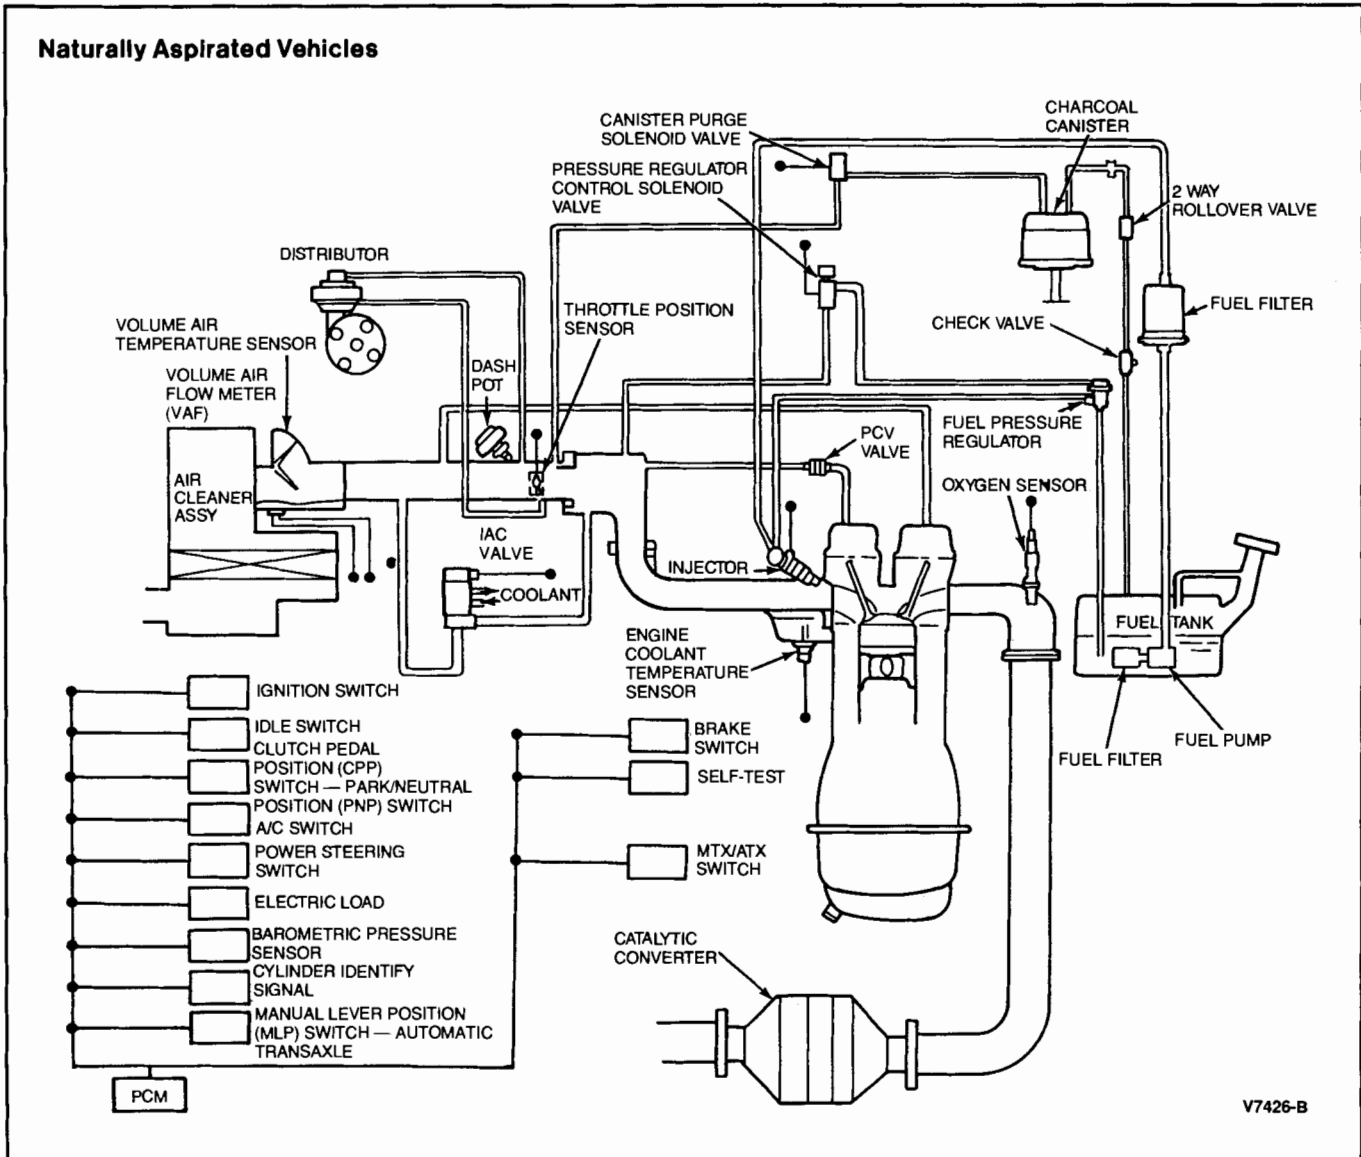 Naturally Aspirated Vehicles
CANISTER PURGE
SOLENOID VALVE
CHARCOAL
CANISTER
PRESSURE REGULATOR
CONTROL SOLENOID
VALVE
2 WAY
ROLLOVER VALVE
DISTRIBUTOR
THROTTLE POSITION
SENSOR
FUEL FILTER
VOLUME AIR
TEMPERATURE SENSOR
CHECK VALVE
VOLUME AIR
FLOW METER
(VAF)
DASH
POT
FUEL PRESSURE
REGULATOR
PCV
VALVE
AIR
CLEANER
ASSY
OXYGEN SENSOR
IAC
VALVE
INJECTOR
COOLANT
FUEL TANK
ENGINE
COOLANT
TEMPERATURE
SENSOR
FUEL PUMP
FUEL FILTER
IGNITION SWITCH
IDLE SWITCH
CLUTCH PEDAL
POSITION (CPP)
SWITCH — PARK/NEUTRAL
POSITION (PNP) SWITCH
A/C SWITCH
POWER STEERING
SWITCH
ELECTRIC LOAD
BAROMETRIC PRESSURE
SENSOR
CYLINDER IDENTIFY
SIGNAL
MANUAL LEVER POSITION
(MLP) SWITCH — AUTOMATIC
TRANSAXLE
BRAKE
SWITCH
SELF-TEST
MTX/ATX
SWITCH
CATALYTIC
CONVERTER
PCM
V7426-B